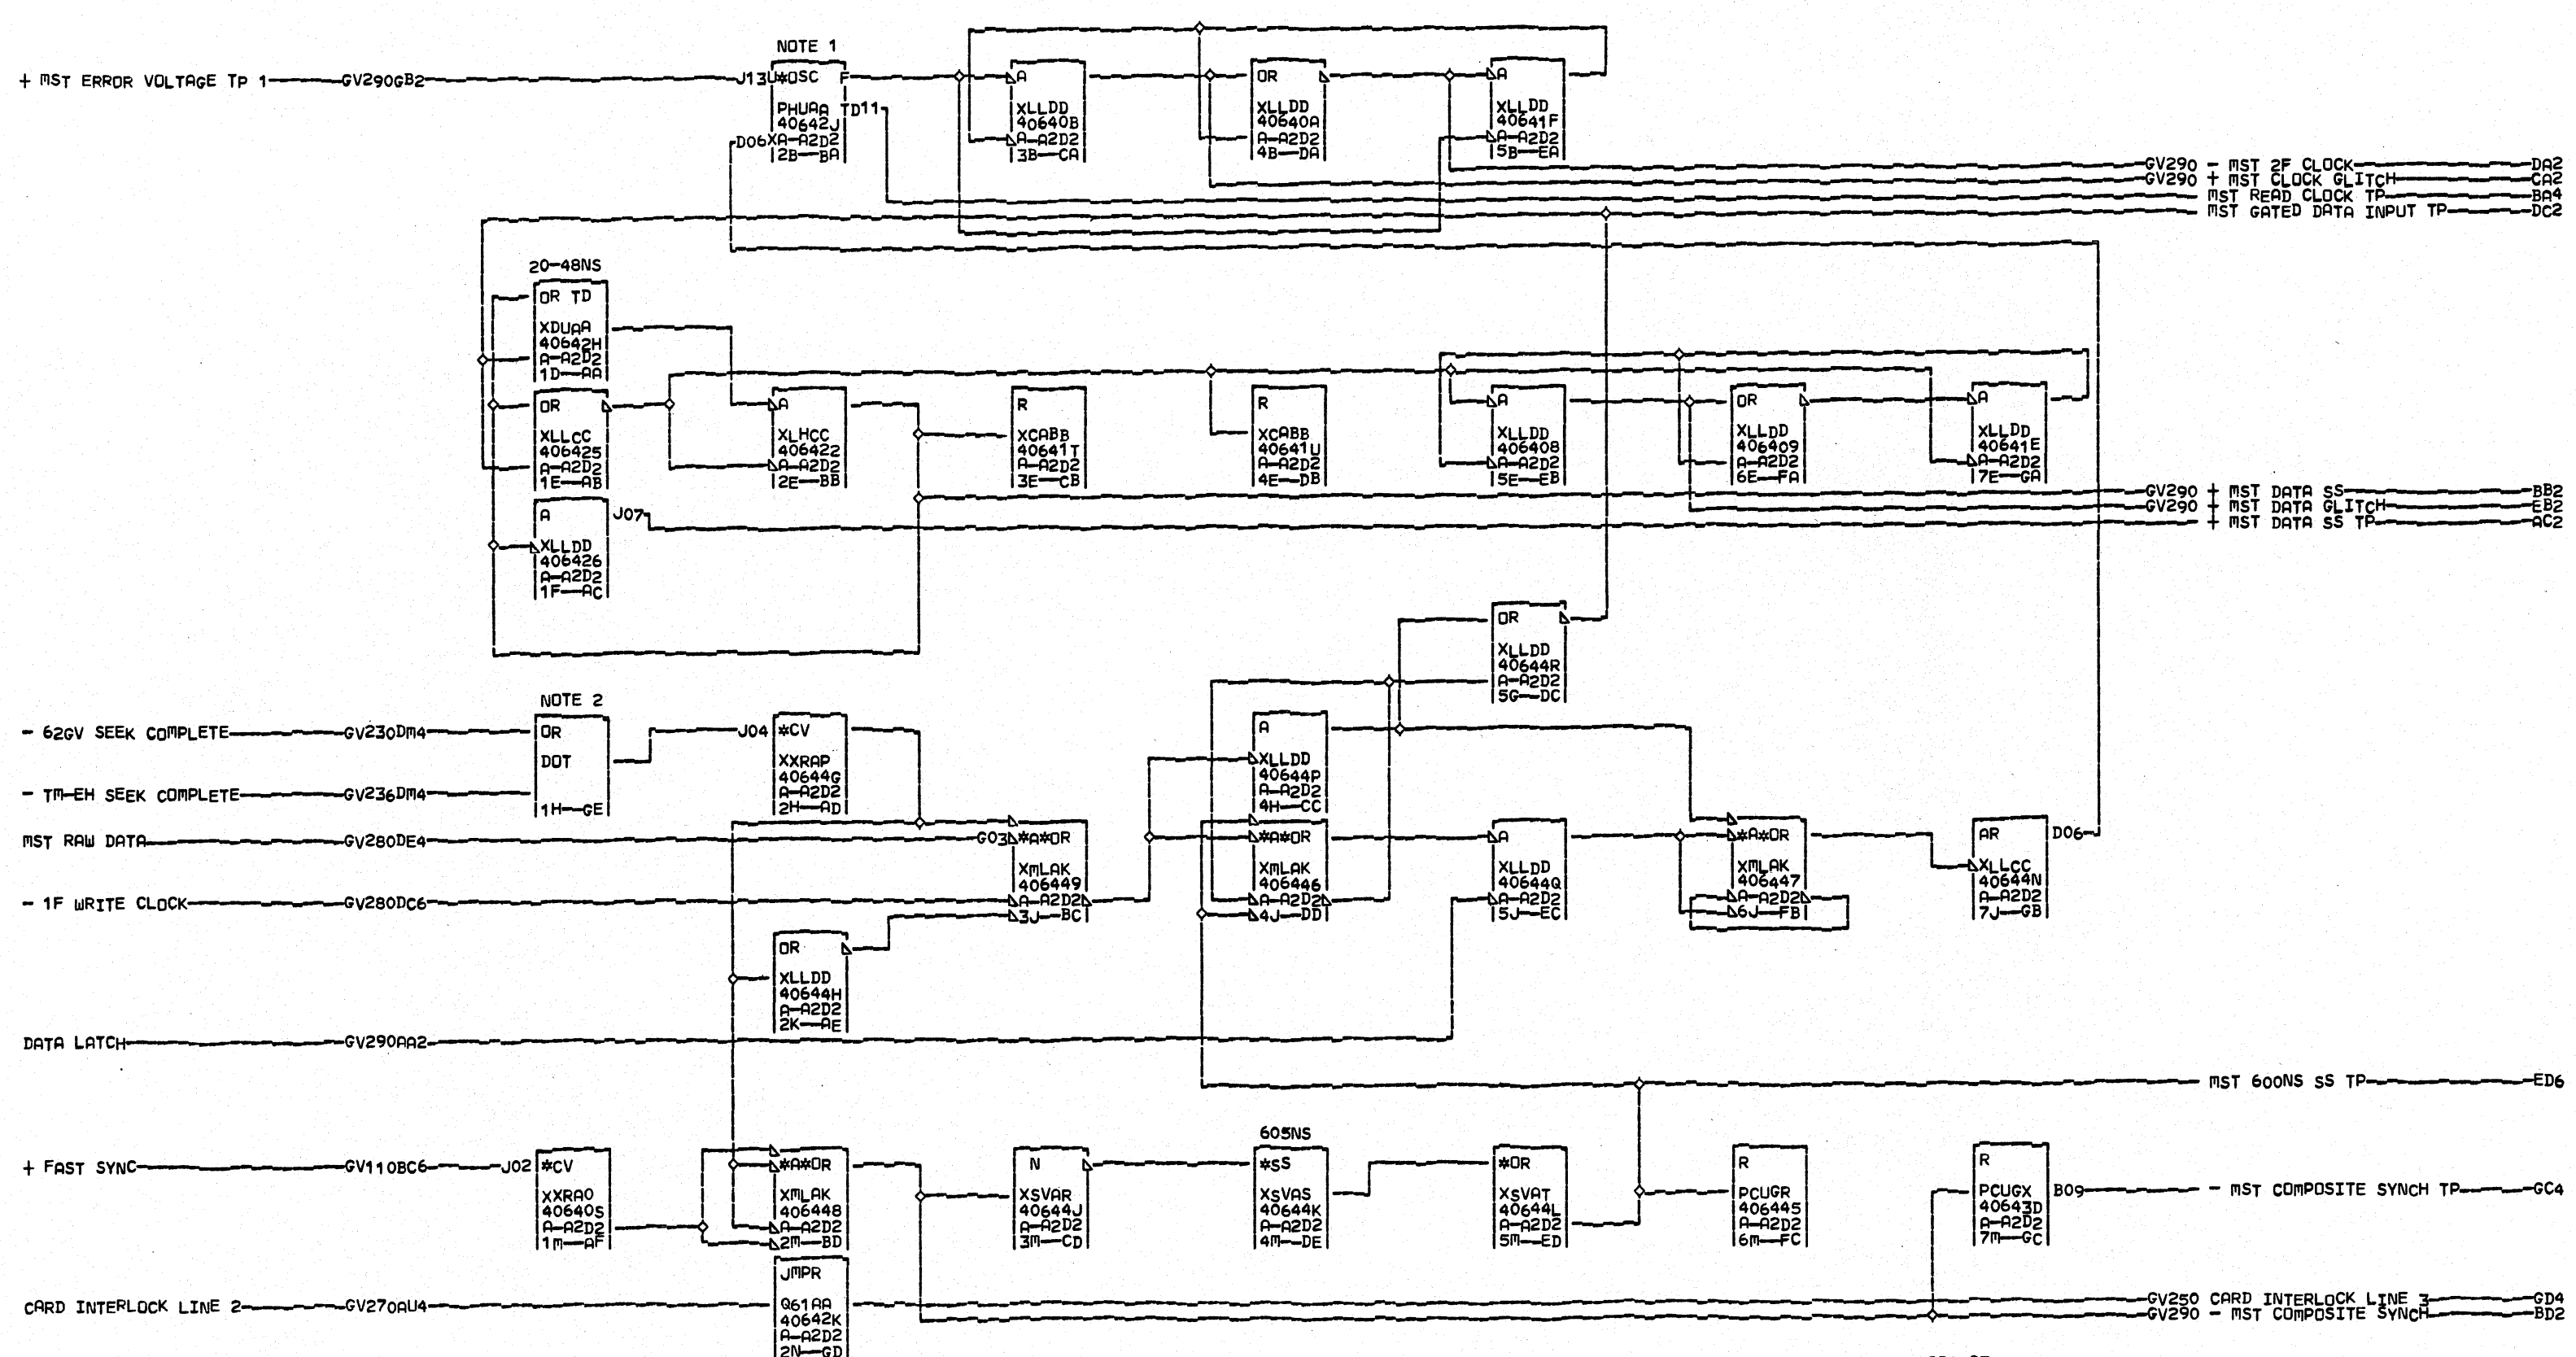 NOTE 1
+ MST ERROR VOLTAGE TP 1 GV290GB2 J13
U*OSC F
PHUAA TD11
40642J
D06XA-A2D2
2B-BA
A
XLLDD
40640B
A-A2D2
3B-CA
OR
XLLDD
40640A
A-A2D2
4B-DA
A
XLLDD
40641F
A-A2D2
5B-EA
GV290 - MST 2F CLOCK DA2
GV290 + MST CLOCK GLITCH CA2
MST READ CLOCK TP BA4
MST GATED DATA INPUT TP DC2
20-48NS
OR TD
XDUAA
40642H
A-A2D2
1D-AA
OR
XLLCC
406425
A-A2D2
1E-AB
A
XLHCC
406422
A-A2D2
2E-BB
R
XCABB
40641T
A-A2D2
3E-CB
R
XCABB
40641U
A-A2D2
4E-DB
A
XLLDD
406408
A-A2D2
5E-EB
OR
XLLDD
406409
A-A2D2
6E-FA
A
XLLDD
40641E
A-A2D2
7E-GA
GV290 + MST DATA SS BB2
GV290 + MST DATA GLITCH EB2
+ MST DATA SS TP AC2
A J07
XLLDD
406426
A-A2D2
1F-AC
OR
XLLDD
40644R
A-A2D2
5G-DC
NOTE 2
- 62GV SEEK COMPLETE GV230DM4
OR
DOT
1H-GE
- TM-EH SEEK COMPLETE GV236DM4
J04 *CV
XXRAP
40644G
A-A2D2
2H-AD
A
XLLDD
40644P
A-A2D2
4H-CC
MST RAW DATA GV280DE4 G03
*A*OR
XMLAK
406449
A-A2D2
3J-BC
*A*OR
XMLAK
406446
A-A2D2
4J-DD
A
XLLDD
40644Q
A-A2D2
5J-EC
*A*OR
XMLAK
406447
A-A2D2
6J-FB
AR D06
XLLCC
40644N
A-A2D2
7J-GB
- 1F WRITE CLOCK GV280DC6
OR
XLLDD
40644H
A-A2D2
2K-AE
DATA LATCH GV290AA2
MST 600NS SS TP ED6
+ FAST SYNC GV110BC6 J02
*CV
XXRAO
40640S
A-A2D2
1M-AF
*A*OR
XMLAK
406448
A-A2D2
2M-BD
N
XSVAR
40644J
A-A2D2
3M-CD
605NS
*SS
XSVAS
40644K
A-A2D2
4M-DE
*OR
XSVAT
40644L
A-A2D2
5M-ED
R
PCUGR
406445
A-A2D2
6M-FC
R
PCUGX B09
40643D
A-A2D2
7M-GC
- MST COMPOSITE SYNCH TP GC4
JMPR
Q61AA
40642K
A-A2D2
2N-GD
CARD INTERLOCK LINE 2 GV270AU4
GV250 CARD INTERLOCK LINE 3 GD4
GV290 - MST COMPOSITE SYNCH BD2